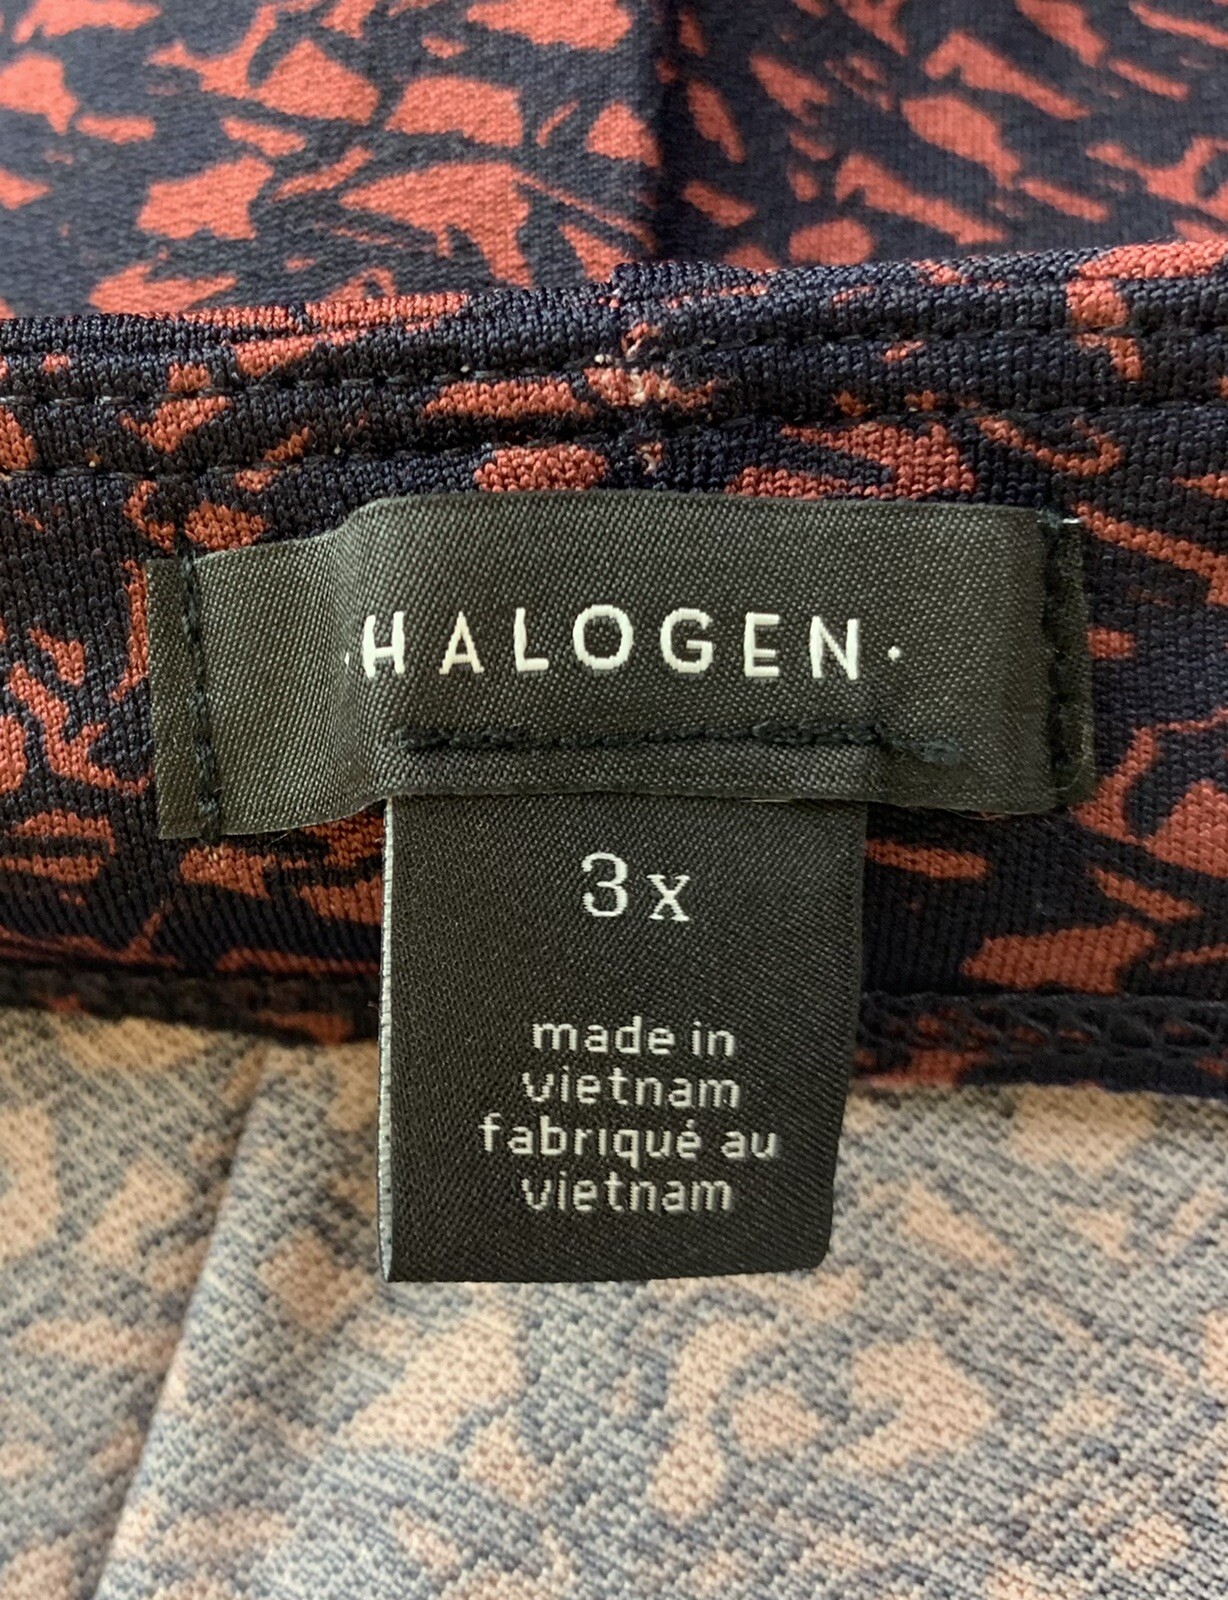 ·HALOGEN·
3x
made in
vietnam
fabriqué au
vietnam